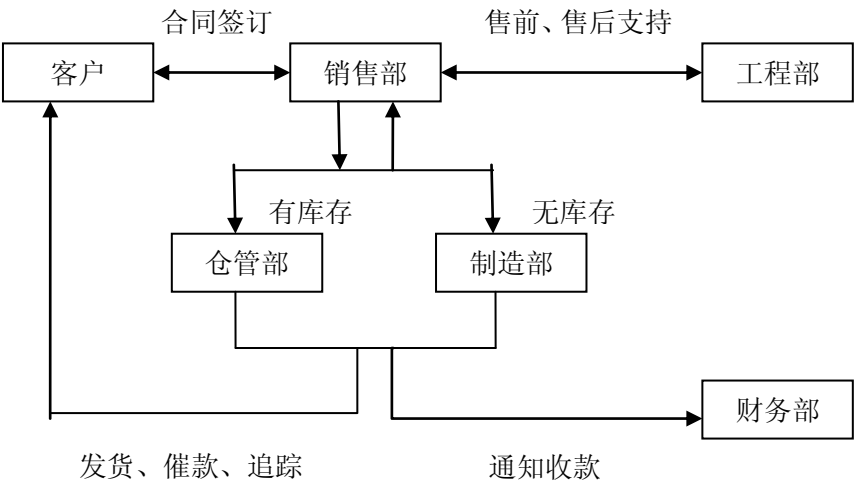 合同签订
售前、售后支持
客户
销售部
工程部
有库存
无库存
仓管部
制造部
财务部
发货、催款、追踪
通知收款